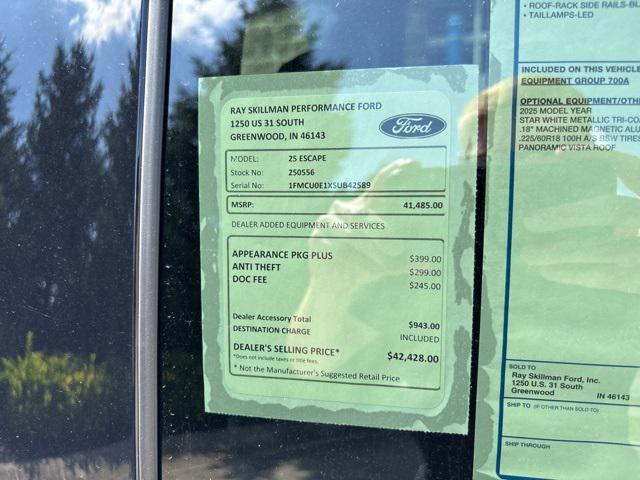 RAY SKILLMAN PERFORMANCE FORD
1250 US 31 SOUTH
GREENWOOD, IN 46143
Ford
MODEL: 25 ESCAPE
Stock No: 250556
Serial No: 1FMCU0E1XSUB42589
MSRP: 41,485.00
DEALER ADDED EQUIPMENT AND SERVICES
APPEARANCE PKG PLUS $399.00
ANTI THEFT $299.00
DOC FEE $245.00
Dealer Accessory Total $943.00
DESTINATION CHARGE INCLUDED
DEALER'S SELLING PRICE* $42,428.00
*Does not include taxes or title fees.
* Not the Manufacturer's Suggested Retail Price
• ROOF-RACK SIDE RAILS-BL
• TAILLAMPS-LED
INCLUDED ON THIS VEHICLE
EQUIPMENT GROUP 700A
OPTIONAL EQUIPMENT/OTH
2025 MODEL YEAR
STAR WHITE METALLIC TRI-CO
.18" MACHINED MAGNETIC ALU
.225/60R18 100H A/S BSW TIRES
PANORAMIC VISTA ROOF
SOLD TO
Ray Skillman Ford, Inc.
1250 U.S. 31 South
Greenwood IN 46143
SHIP TO (IF OTHER THAN SOLD TO)
SHIP THROUGH